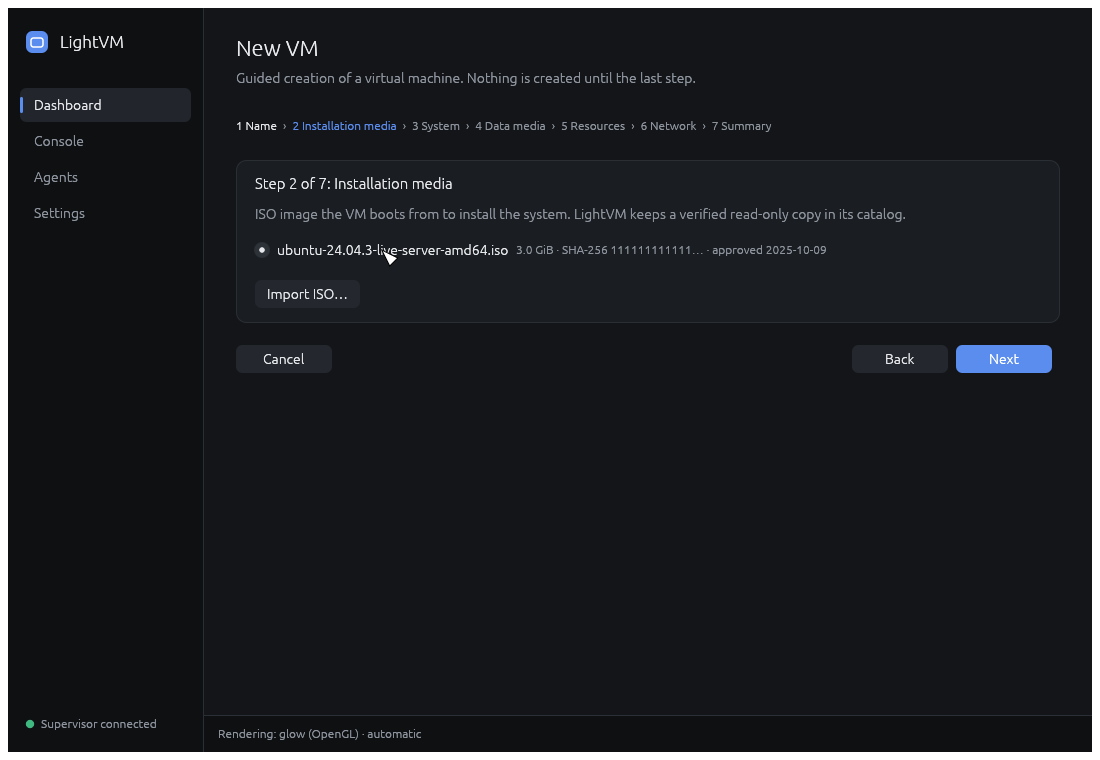 LightVM
Dashboard
Console
Agents
Settings
Supervisor connected
New VM
Guided creation of a virtual machine. Nothing is created until the last step.
1 Name › 2 Installation media › 3 System › 4 Data media › 5 Resources › 6 Network › 7 Summary
Step 2 of 7: Installation media
ISO image the VM boots from to install the system. LightVM keeps a verified read-only copy in its catalog.
ubuntu-24.04.3-live-server-amd64.iso 3.0 GiB · SHA-256 111111111111… · approved 2025-10-09
Import ISO…
Cancel Back Next
Rendering: glow (OpenGL) · automatic